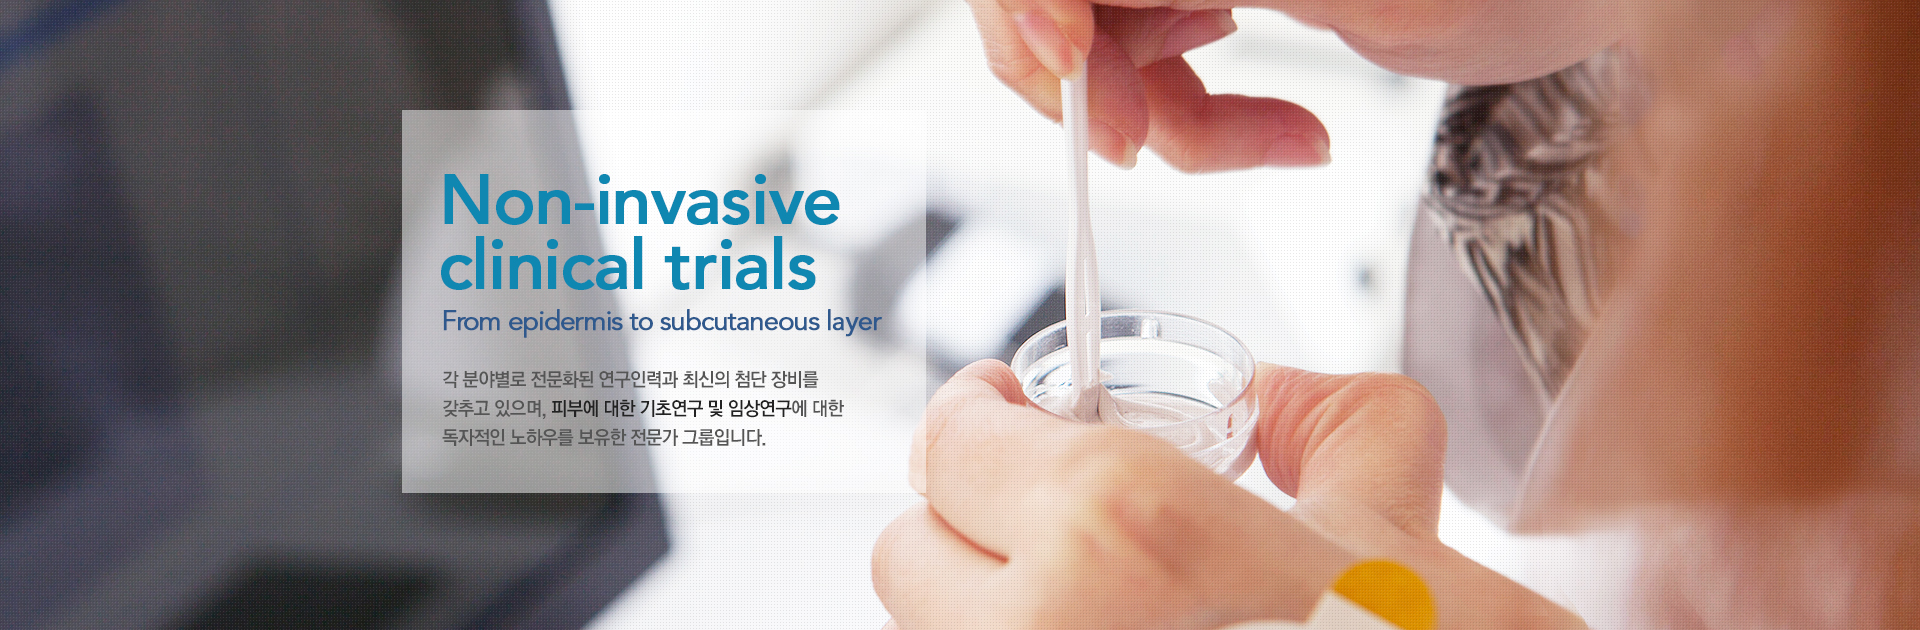 Non-invasive
clinical trials
From epidermis to subcutaneous layer
각 분야별로 전문화된 연구인력과 최신의 첨단 장비를
갖추고 있으며, 피부에 대한 기초연구 및 임상연구에 대한
독자적인 노하우를 보유한 전문가 그룹입니다.